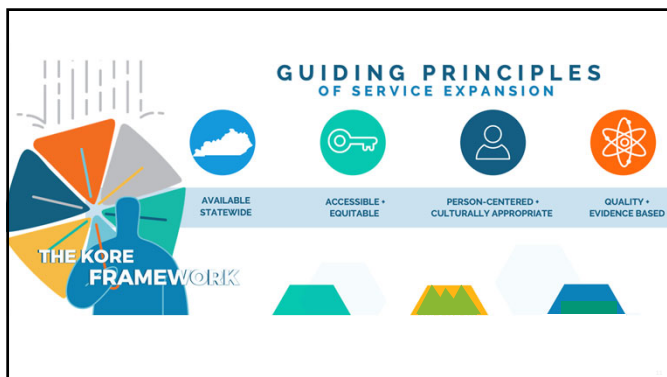 GUIDING PRINCIPLES
OF SERVICE EXPANSION
AVAILABLE
STATEWIDE
ACCESSIBLE +
EQUITABLE
PERSON-CENTERED +
CULTURALLY APPROPRIATE
QUALITY +
EVIDENCE BASED
THE KORE
FRAMEWORK